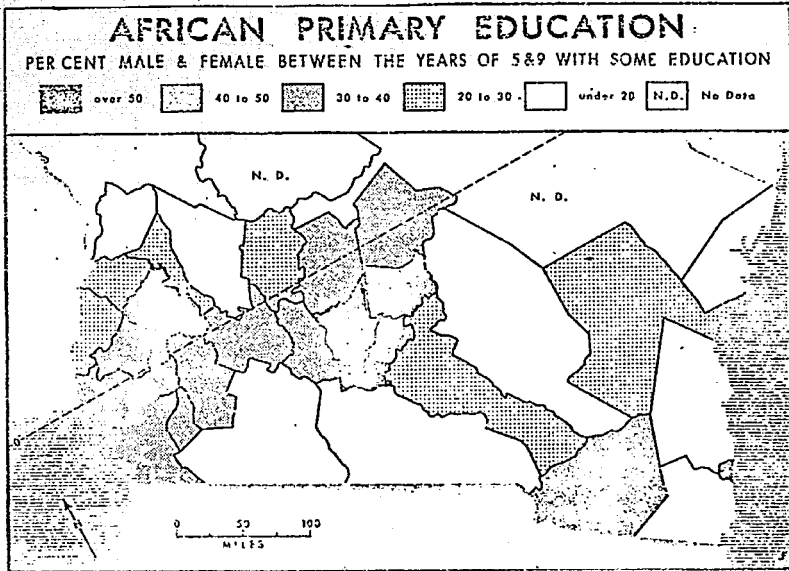 AFRICAN PRIMARY EDUCATION
PER CENT MALE & FEMALE BETWEEN THE YEARS OF 5&9 WITH SOME EDUCATION
over 50 40 to 50 30 to 40 20 to 30 under 20 N.D. No Data
N. D.
N. D.
0
0 50 100
MILES